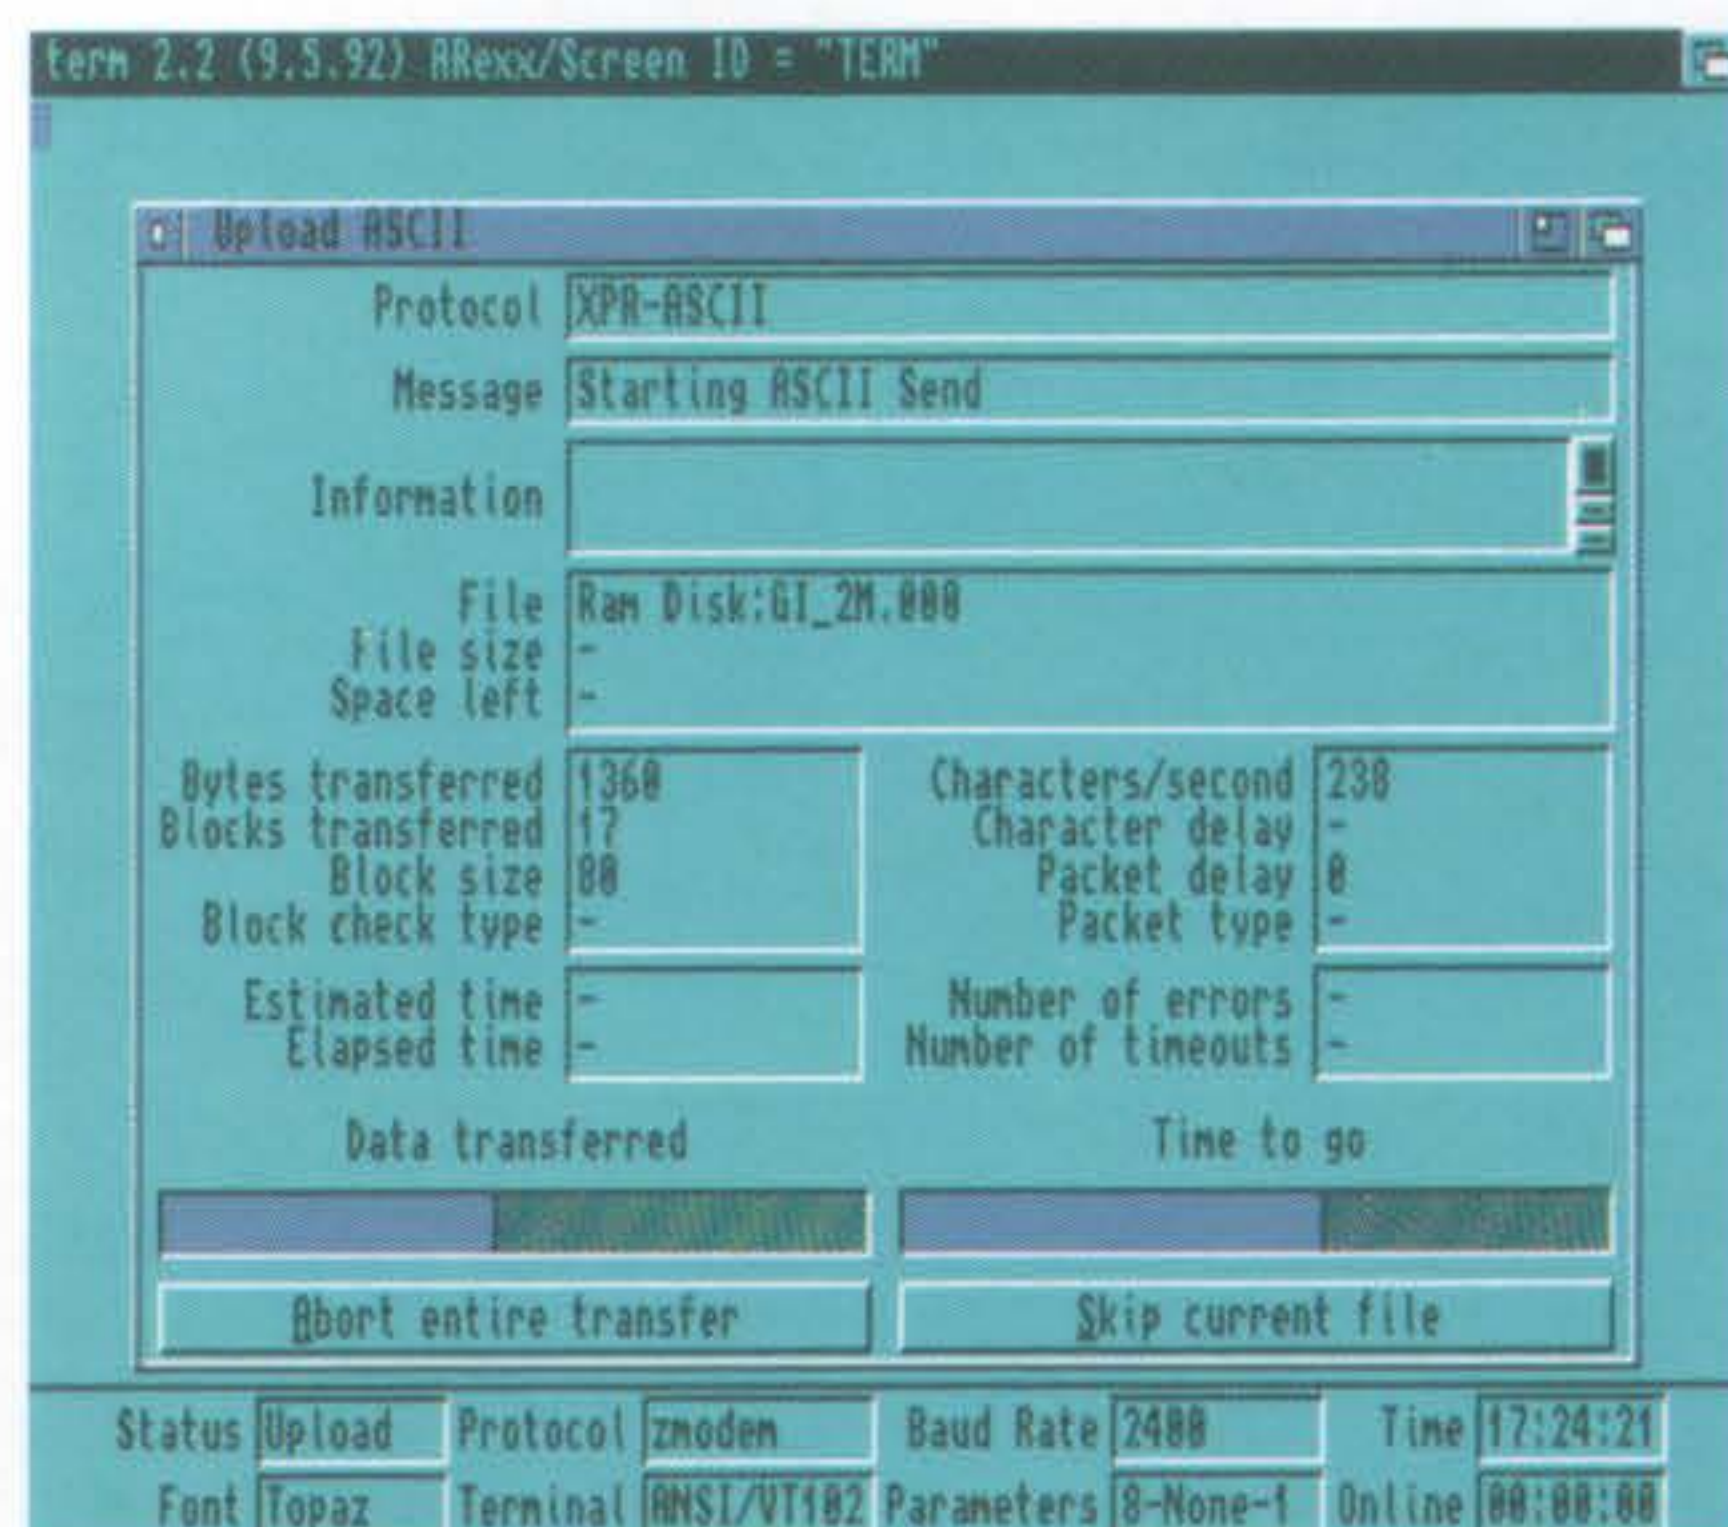 term 2.2 (9.5.92) ARexx/Screen ID = "TERM"
Upload ASCII
Protocol XPR-ASCII
Message Starting ASCII Send
Information
File Ram Disk:GI_2M.000
File size -
Space left -
Bytes transferred 1360 Characters/second 238
Blocks transferred 17 Character delay -
Block size 80 Packet delay 0
Block check type - Packet type -
Estimated time - Number of errors -
Elapsed time - Number of timeouts -
Data transferred Time to go
Abort entire transfer Skip current file
Status Upload Protocol zmodem Baud Rate 2400 Time 17:24:21
Font Topaz Terminal ANSI/VT102 Parameters 8-None-1 Online 00:00:00